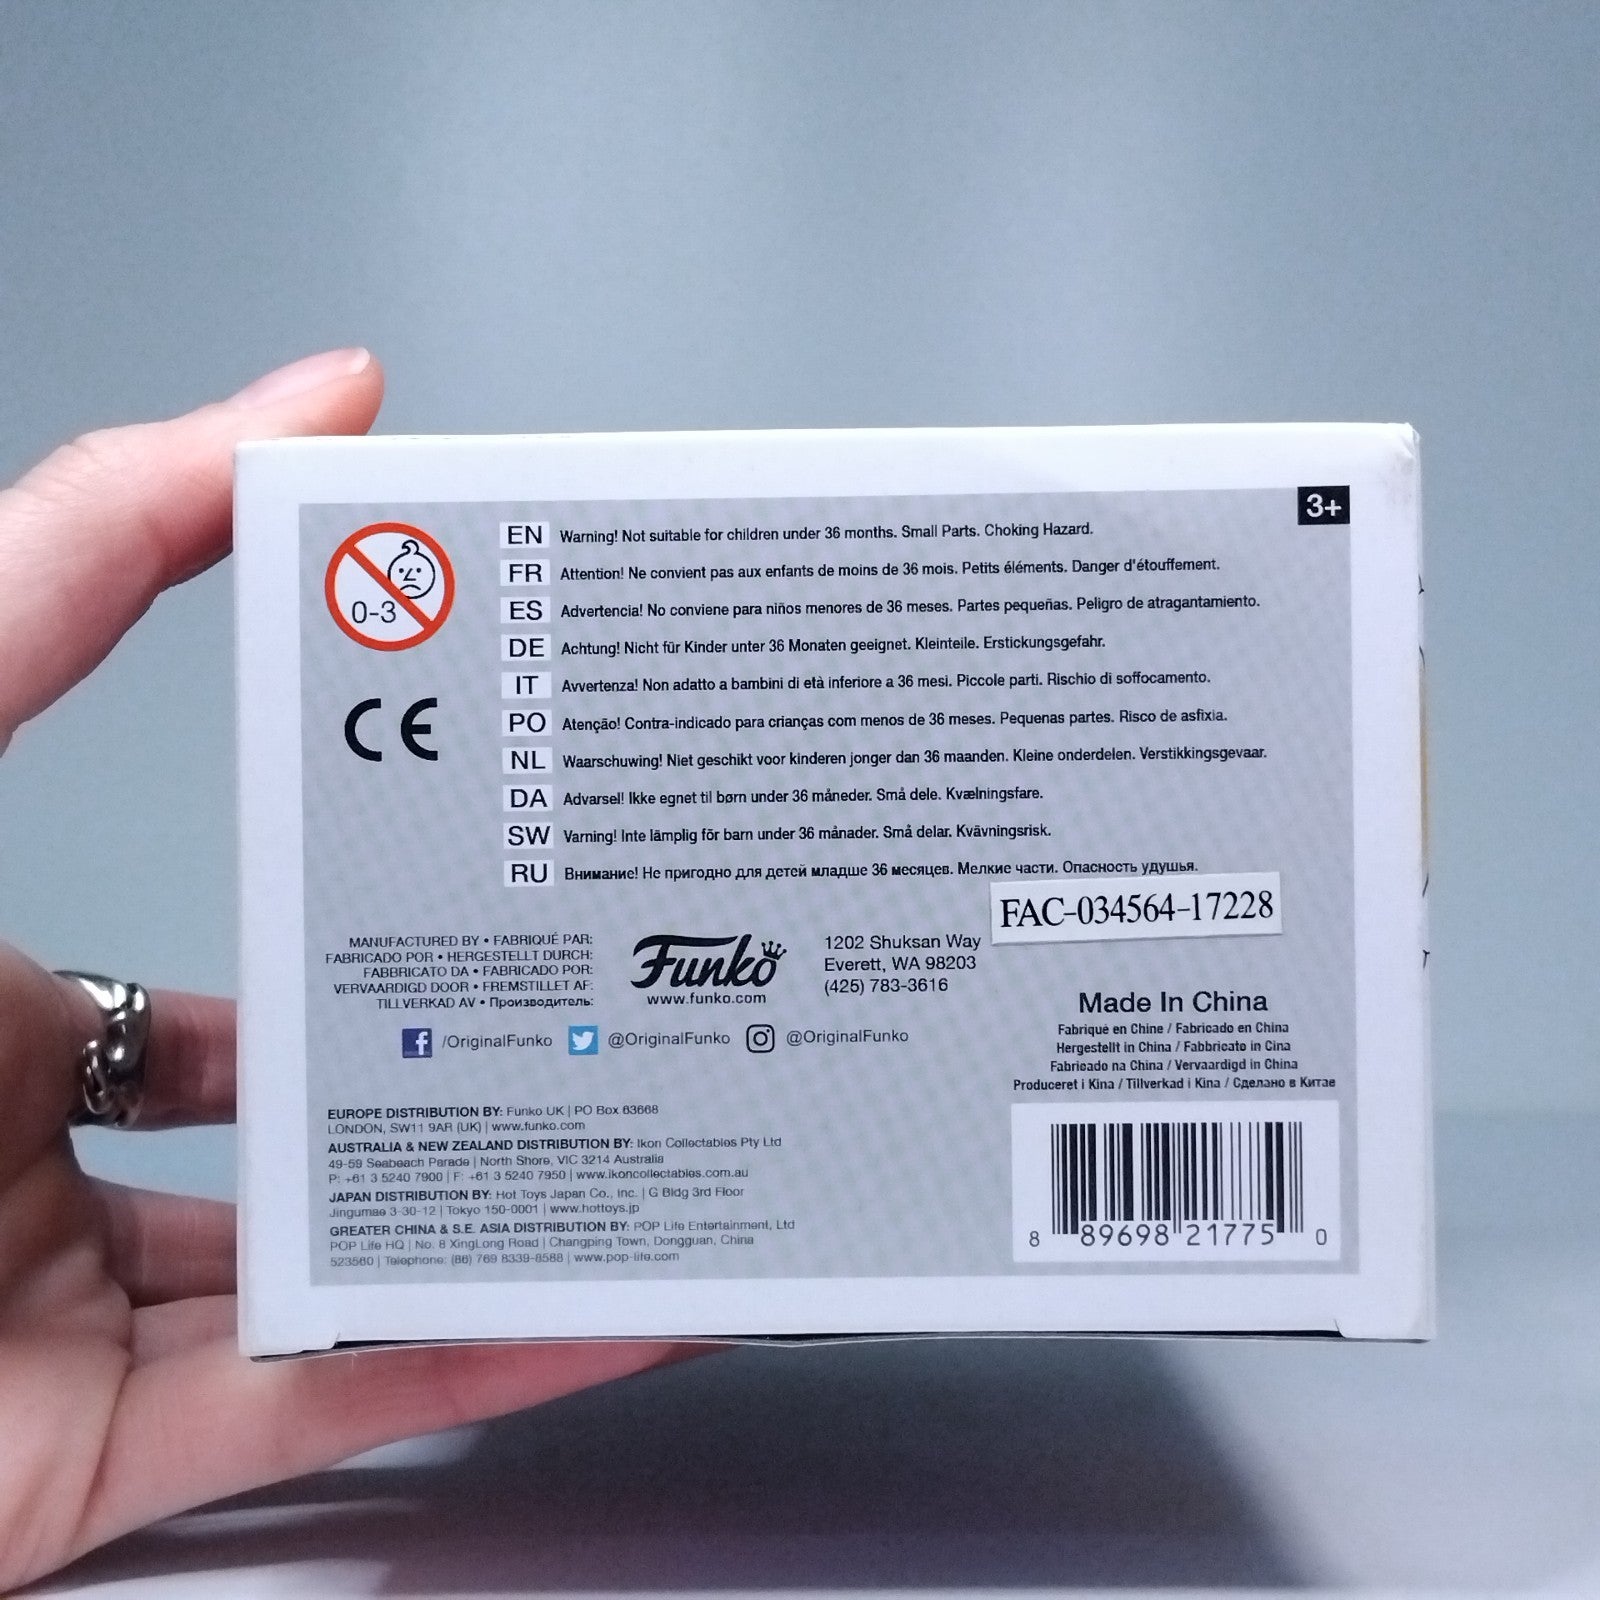 3+
0-3
EN Warning! Not suitable for children under 36 months. Small Parts. Choking Hazard.
FR Attention! Ne convient pas aux enfants de moins de 36 mois. Petits éléments. Danger d'étouffement.
ES Advertencia! No conviene para niños menores de 36 meses. Partes pequeñas. Peligro de atragantamiento.
DE Achtung! Nicht für Kinder unter 36 Monaten geeignet. Kleinteile. Erstickungsgefahr.
IT Avvertenza! Non adatto a bambini di età inferiore a 36 mesi. Piccole parti. Rischio di soffocamento.
PO Atenção! Contra-indicado para crianças com menos de 36 meses. Pequenas partes. Risco de asfixia.
NL Waarschuwing! Niet geschikt voor kinderen jonger dan 36 maanden. Kleine onderdelen. Verstikkingsgevaar.
DA Advarsel! Ikke egnet til børn under 36 måneder. Små dele. Kvælningsfare.
SW Varning! Inte lämplig för barn under 36 månader. Små delar. Kvävningsrisk.
RU Внимание! Не пригодно для детей младше 36 месяцев. Мелкие части. Опасность удушья.
CE
FAC-034564-17228
MANUFACTURED BY • FABRIQUÉ PAR:
FABRICADO POR • HERGESTELLT DURCH:
FABBRICATO DA • FABRICADO POR:
VERVAARDIGD DOOR • FREMSTILLET AF:
TILLVERKAD AV • Производитель:
Funko
www.funko.com
1202 Shuksan Way
Everett, WA 98203
(425) 783-3616
/OriginalFunko @OriginalFunko @OriginalFunko
Made In China
Fabriqué en Chine / Fabricado en China
Hergestellt in China / Fabbricato in Cina
Fabricado na China / Vervaardigd in China
Produceret i Kina / Tillverkad i Kina / Сделано в Китае
EUROPE DISTRIBUTION BY: Funko UK | PO Box 63668
LONDON, SW11 9AR (UK) | www.funko.com
AUSTRALIA & NEW ZEALAND DISTRIBUTION BY: Ikon Collectables Pty Ltd
49-59 Seabeach Parade | North Shore, VIC 3214 Australia
P: +61 3 5240 7900 | F: +61 3 5240 7950 | www.ikoncollectables.com.au
JAPAN DISTRIBUTION BY: Hot Toys Japan Co., Inc. | G Bldg 3rd Floor
Jingumae 3-30-12 | Tokyo 150-0001 | www.hottoys.jp
GREATER CHINA & S.E. ASIA DISTRIBUTION BY: POP Life Entertainment, Ltd
POP Life HQ | No. 8 XingLong Road | Changping Town, Dongguan, China
523560 | Telephone: (86) 769 8339-8588 | www.pop-life.com
8 89698 21775 0